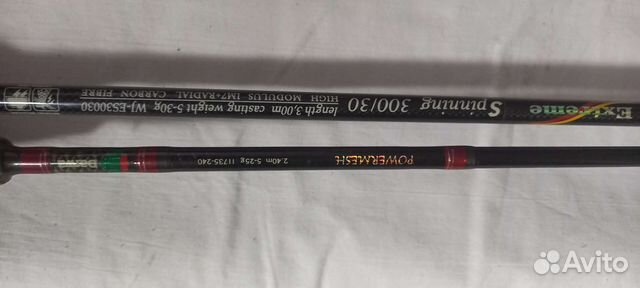 Extreme
Spinning 300/30
length 3,00m casting weight 5-30g WJ-ES30030
HIGH MODULUS IM7+RADIAL CARBON FIBRE
POWERMESH
2.40m 5-25g 11735-240
Daiwa
Avito